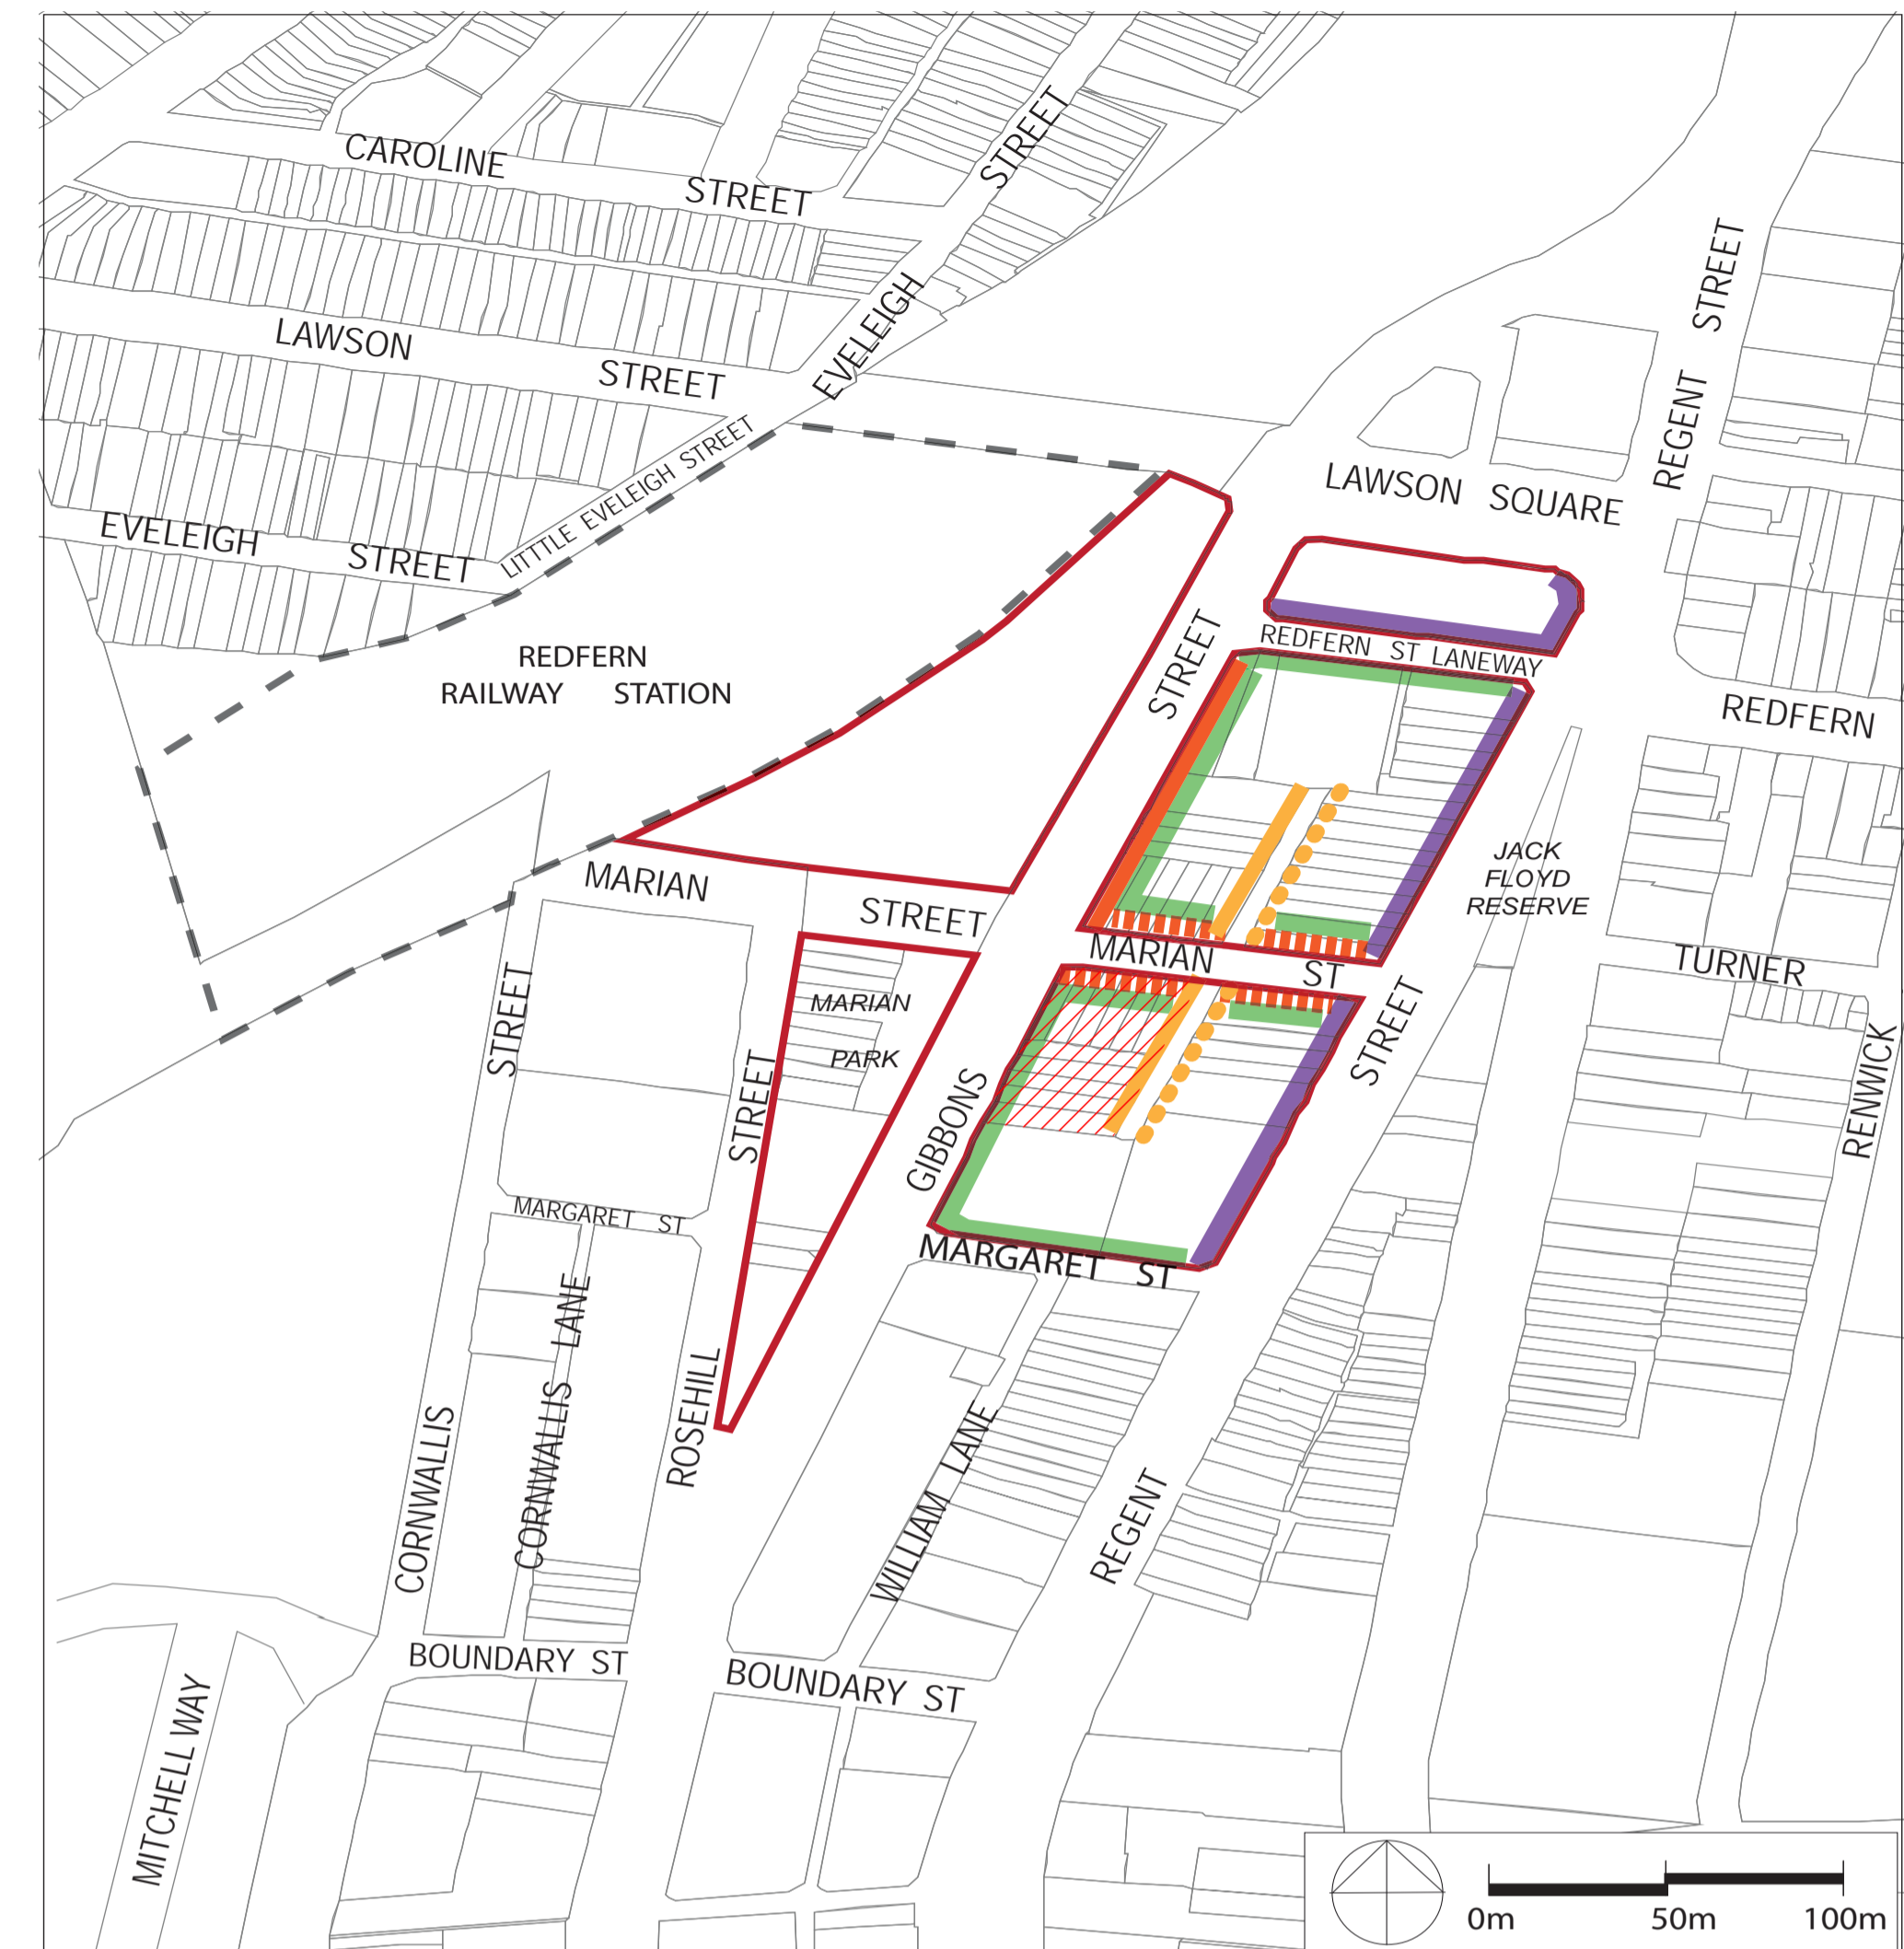 CAROLINE
STREET
STREET
EVELEIGH
STREET
REGENT
LAWSON
STREET
LITTTLE EVELEIGH STREET
LAWSON SQUARE
EVELEIGH
STREET
REDFERN
RAILWAY STATION
STREET
REDFERN ST LANEWAY
REDFERN
MARIAN
STREET
JACK
FLOYD
RESERVE
MARIAN
ST
TURNER
STREET
MARIAN
PARK
STREET
STREET
GIBBONS
RENWICK
MARGARET ST
MARGARET ST
CORNWALLIS
CORNWALLIS LANE
ROSEHILL
WILLIAM LANE
REGENT
BOUNDARY ST
BOUNDARY ST
MITCHELL WAY
0m 50m 100m